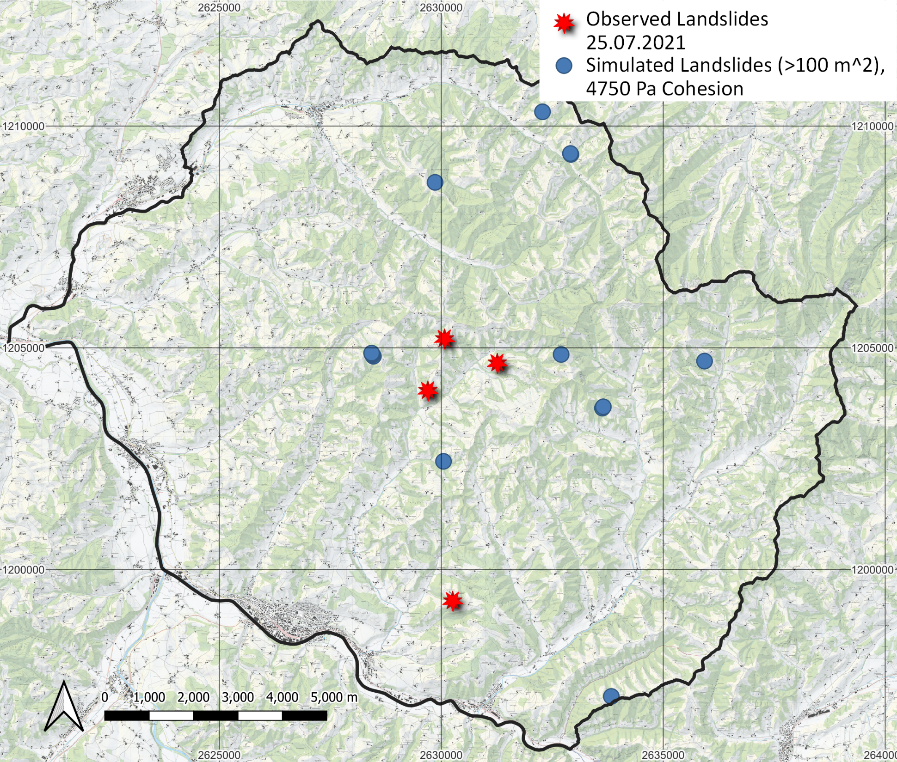 2625000 2630000
Observed Landslides
25.07.2021
Simulated Landslides (>100 m^2),
4750 Pa Cohesion
1210000 1210000
1205000 1205000
1200000 1200000
0 1,000 2,000 3,000 4,000 5,000 m
2625000 2630000 2635000 264000